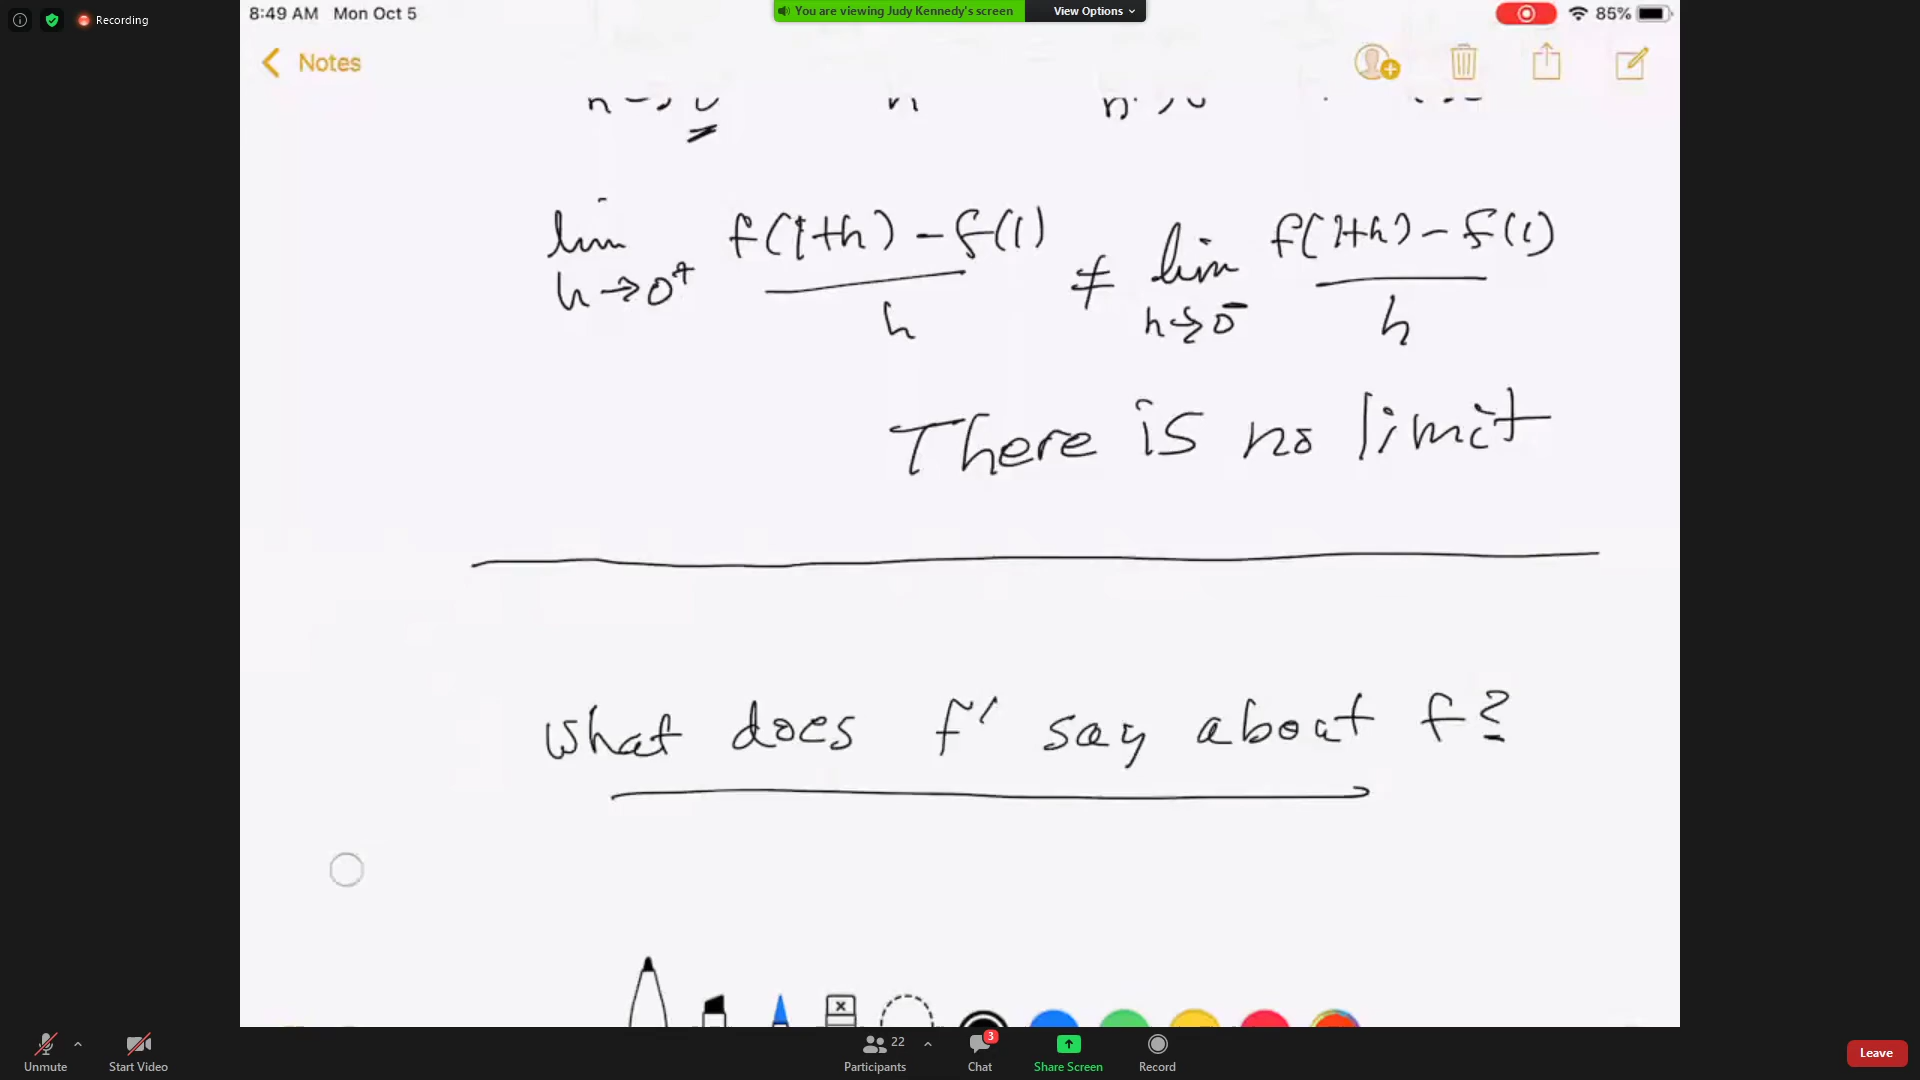 Recording
8:49 AM Mon Oct 5
You are viewing Judy Kennedy's screen
View Options
85%
Notes
lim f(1+h) - f(1) ≠ lim f(1+h) - f(1)
h→0⁺ h h→0⁻ h
There is no limit
What does f' say about f?
Unmute
Start Video
22
Participants
3
Chat
Share Screen
Record
Leave